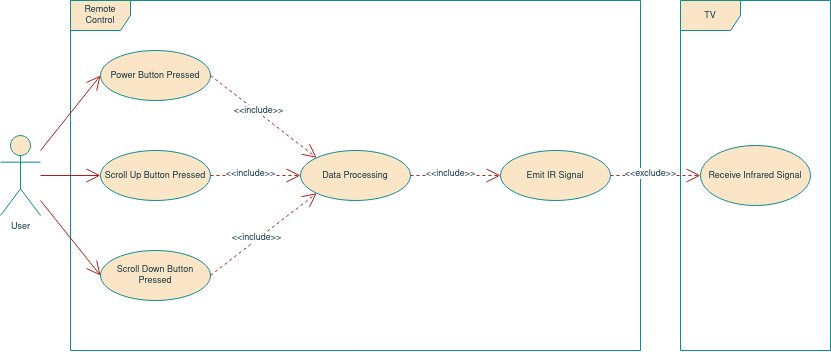 Remote
Control
TV
Power Button Pressed
<<include>>
Scroll Up Button Pressed
<<include>>
Data Processing
<<include>>
Emit IR Signal
<<exclude>>
Receive Infrared Signal
User
<<include>>
Scroll Down Button
Pressed